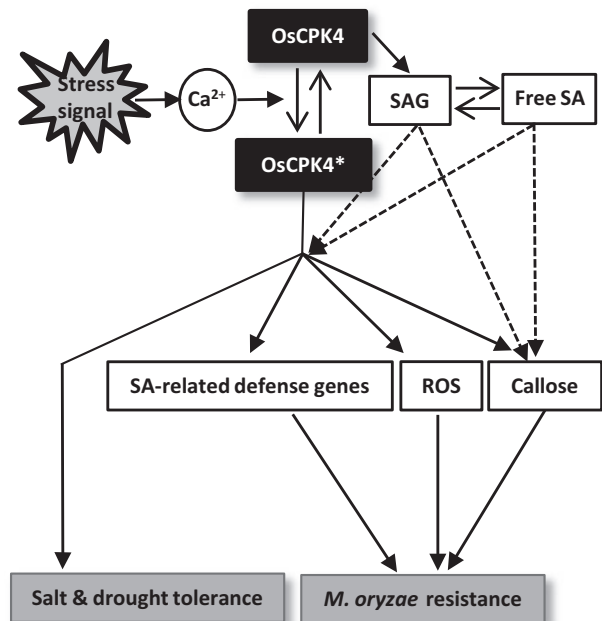 OsCPK4
Stress
signal
Ca²⁺
SAG
Free SA
OsCPK4*
SA-related defense genes
ROS
Callose
Salt & drought tolerance
M. oryzae resistance